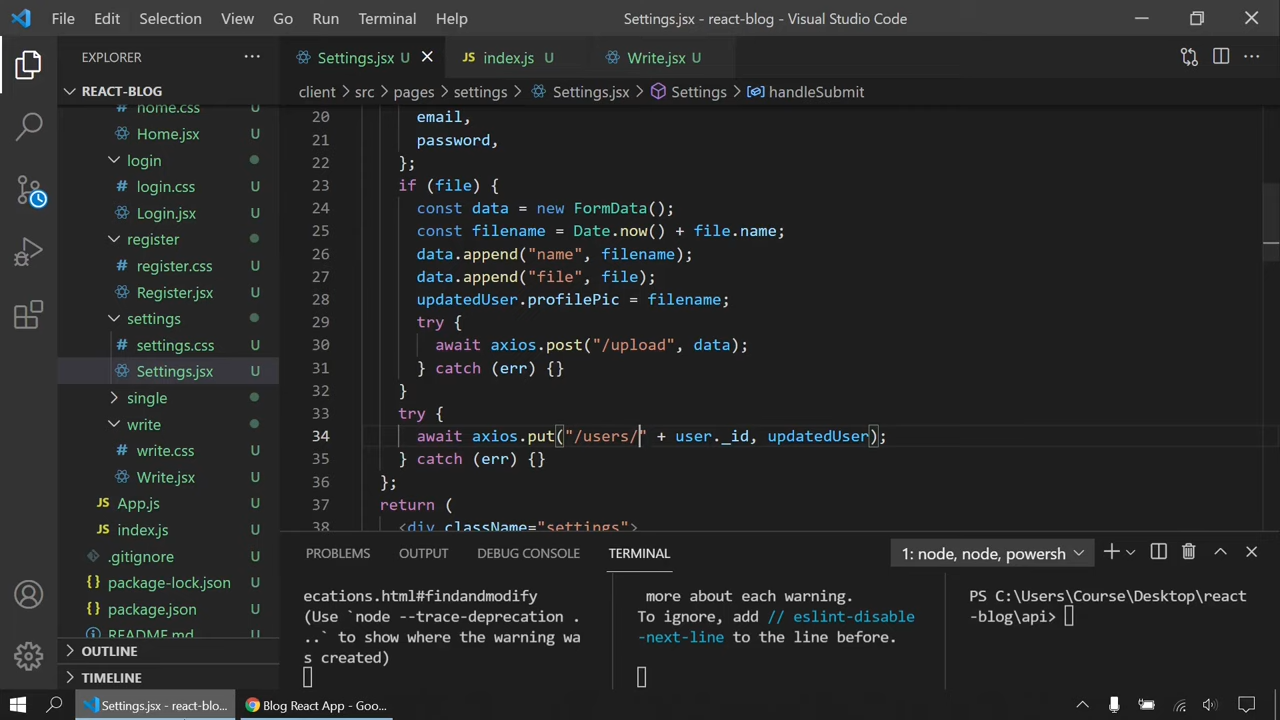 File Edit Selection View Go Run Terminal Help Settings.jsx - react-blog - Visual Studio Code
EXPLORER
REACT-BLOG
home.css U
Home.jsx U
login
# login.css U
Login.jsx U
register
# register.css U
Register.jsx U
settings
# settings.css U
Settings.jsx U
single
write
# write.css U
Write.jsx U
JS App.js U
JS index.js U
.gitignore U
{} package-lock.json U
{} package.json U
README.md U
OUTLINE
TIMELINE
Settings.jsx U
JS index.js U
Write.jsx U
client > src > pages > settings > Settings.jsx > Settings > handleSubmit
20 email,
21 password,
22 };
23 if (file) {
24 const data = new FormData();
25 const filename = Date.now() + file.name;
26 data.append("name", filename);
27 data.append("file", file);
28 updatedUser.profilePic = filename;
29 try {
30 await axios.post("/upload", data);
31 } catch (err) {}
32 }
33 try {
34 await axios.put("/users/" + user._id, updatedUser);
35 } catch (err) {}
36 };
37 return (
38 <div className="settings">
PROBLEMS OUTPUT DEBUG CONSOLE TERMINAL 1: node, node, powersh
ecations.html#findandmodify
(Use `node --trace-deprecation .
..` to show where the warning wa
s created)
more about each warning.
To ignore, add // eslint-disable
-next-line to the line before.
PS C:\Users\Course\Desktop\react
-blog\api>
Settings.jsx - react-blo...
Blog React App - Goo...